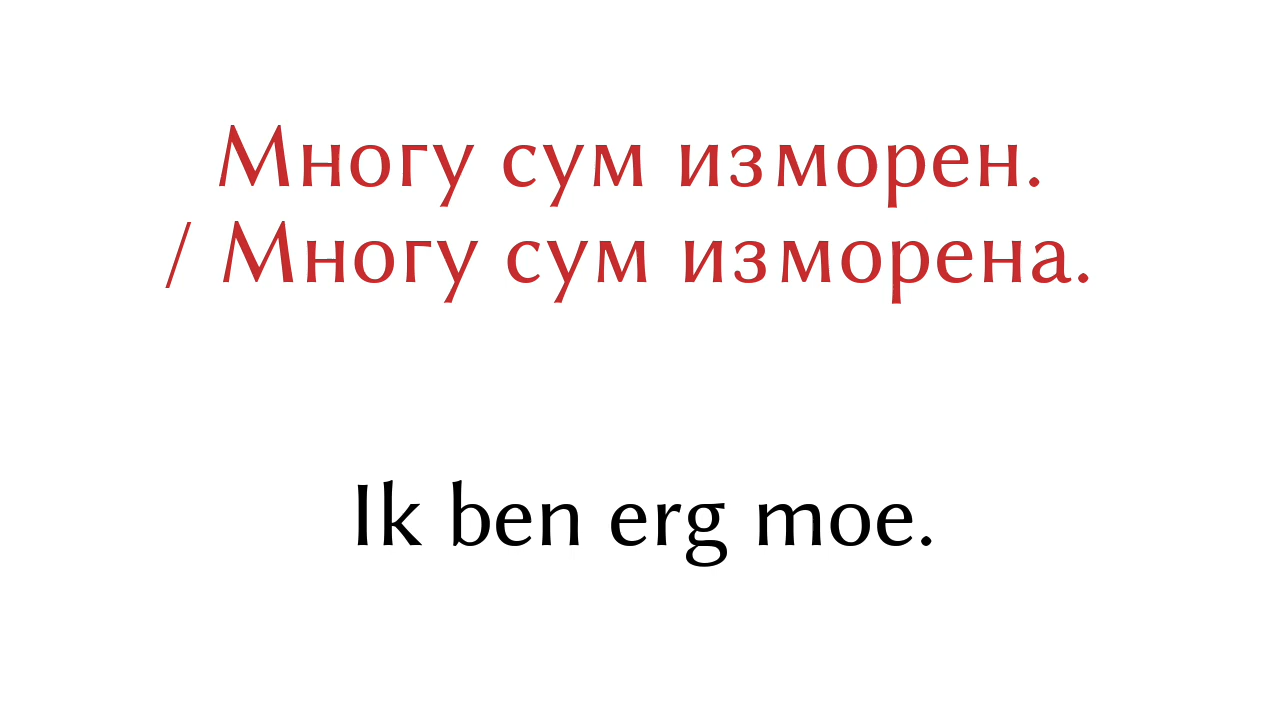 Многу сум изморен.
/ Многу сум изморена.
Ik ben erg moe.